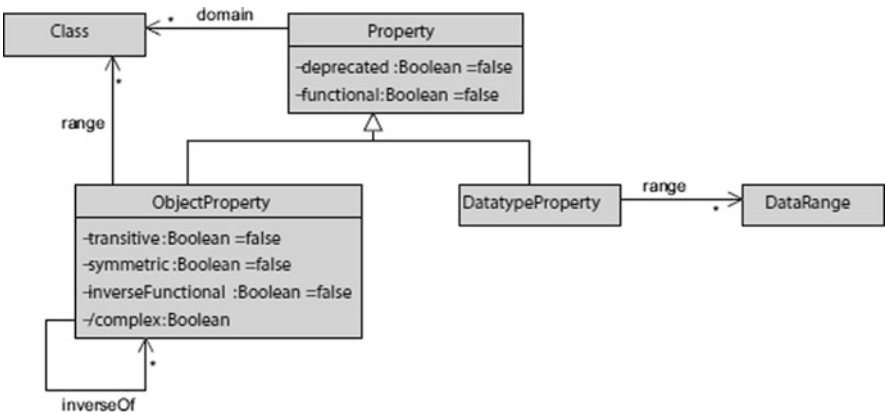 Class
* domain
Property
-deprecated :Boolean =false
-functional:Boolean =false
*
range
ObjectProperty
-transitive:Boolean =false
-symmetric:Boolean =false
-inverseFunctional :Boolean =false
-/complex:Boolean
*
inverseOf
DatatypeProperty
range
*
DataRange